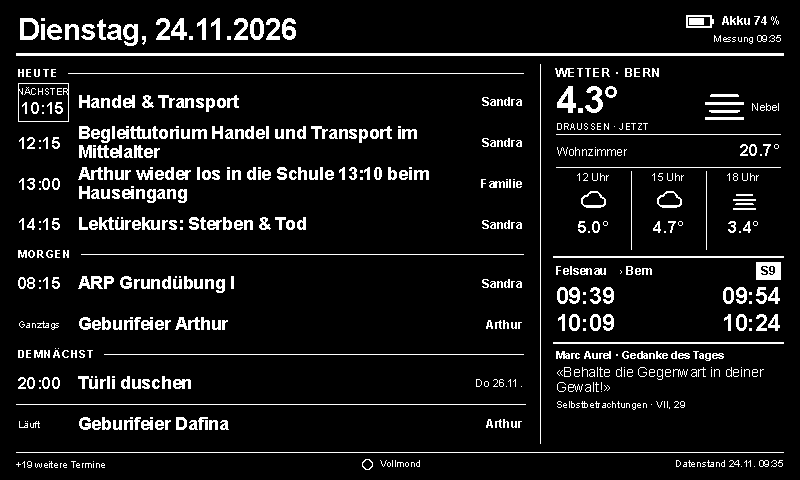 Dienstag, 24.11.2026
Akku 74 %
Messung 09:35
HEUTE
NÄCHSTER
10:15 Handel & Transport Sandra
12:15 Begleittutorium Handel und Transport im
Mittelalter Sandra
13:00 Arthur wieder los in die Schule 13:10 beim
Hauseingang Familie
14:15 Lektürekurs: Sterben & Tod Sandra
MORGEN
08:15 ARP Grundübung I Sandra
Ganztags Geburifeier Arthur Arthur
DEMNÄCHST
20:00 Türli duschen Do 26.11.
Läuft Geburifeier Dafina Arthur
WETTER · BERN
4.3° Nebel
DRAUSSEN · JETZT
Wohnzimmer 20.7°
12 Uhr 15 Uhr 18 Uhr
5.0° 4.7° 3.4°
Felsenau › Bern S9
09:39 09:54
10:09 10:24
Marc Aurel · Gedanke des Tages
«Behalte die Gegenwart in deiner
Gewalt!»
Selbstbetrachtungen · VII, 29
+19 weitere Termine Vollmond Datenstand 24.11. 09:35